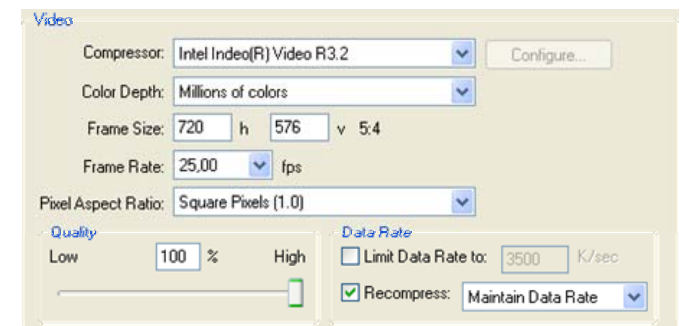 Video
Compressor: Intel Indeo(R) Video R3.2 Configure...
Color Depth: Millions of colors
Frame Size: 720 h 576 v 5:4
Frame Rate: 25,00 fps
Pixel Aspect Ratio: Square Pixels (1.0)
Quality
Low 100 % High
Data Rate
Limit Data Rate to: 3500 K/sec
Recompress: Maintain Data Rate